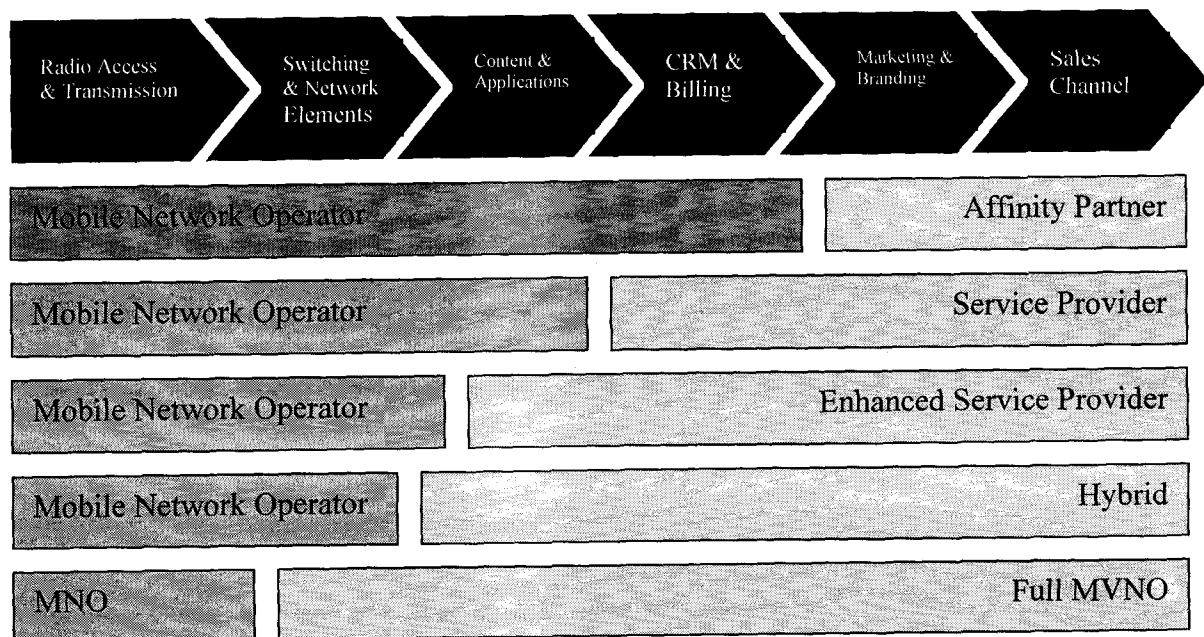 Radio Access
& Transmission
Switching
& Network
Elements
Content &
Applications
CRM &
Billing
Marketing &
Branding
Sales
Channel
Mobile Network Operator
Affinity Partner
Mobile Network Operator
Service Provider
Mobile Network Operator
Enhanced Service Provider
Mobile Network Operator
Hybrid
MNO
Full MVNO